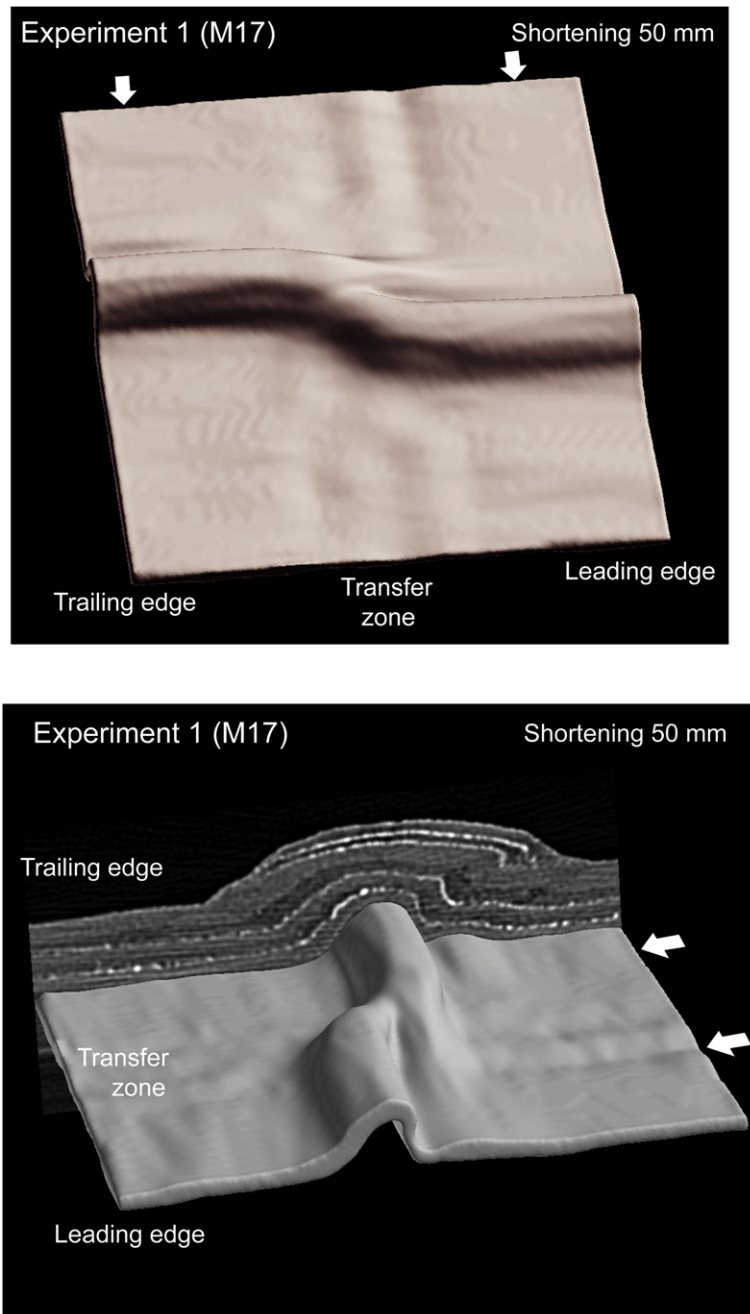 Experiment 1 (M17)
Shortening 50 mm
Trailing edge
Transfer
zone
Leading edge
Experiment 1 (M17)
Shortening 50 mm
Trailing edge
Transfer
zone
Leading edge